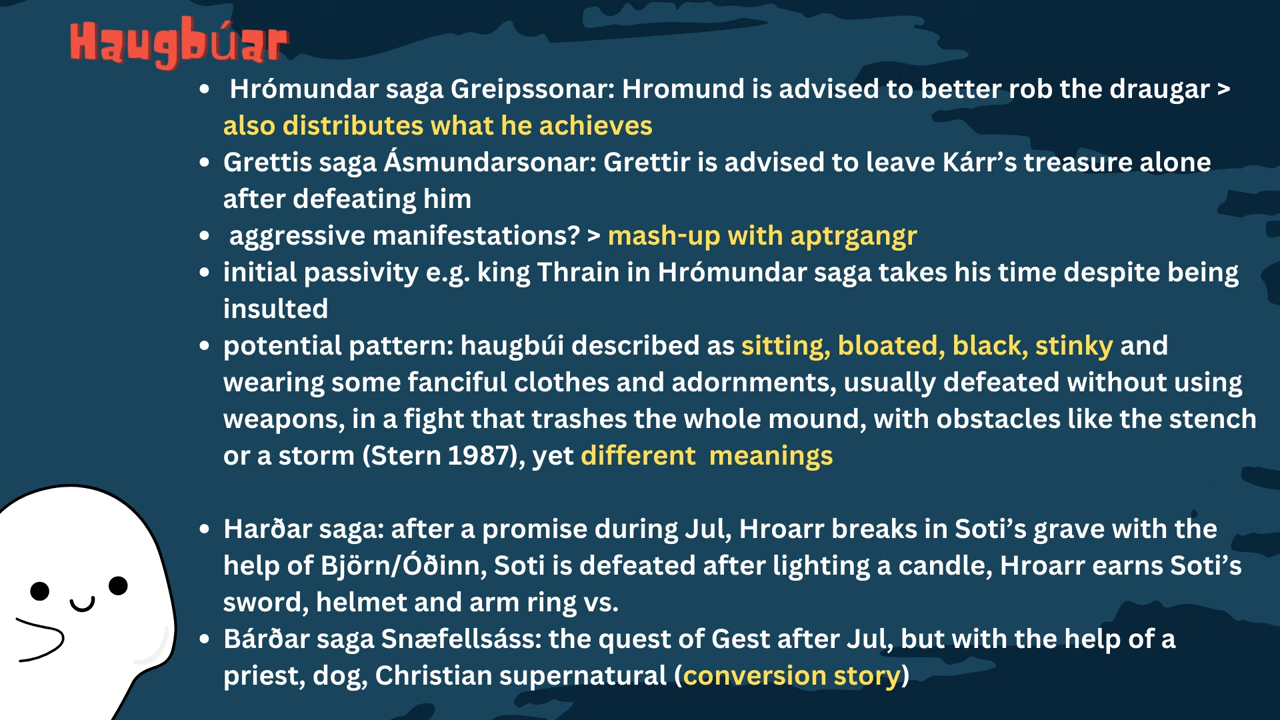 Haugbúar
• Hrómundar saga Greipssonar: Hromund is advised to better rob the draugar >
also distributes what he achieves
• Grettis saga Ásmundarsonar: Grettir is advised to leave Kárr’s treasure alone
after defeating him
• aggressive manifestations? > mash-up with aptrgangr
• initial passivity e.g. king Thrain in Hrómundar saga takes his time despite being
insulted
• potential pattern: haugbúi described as sitting, bloated, black, stinky and
wearing some fanciful clothes and adornments, usually defeated without using
weapons, in a fight that trashes the whole mound, with obstacles like the stench
or a storm (Stern 1987), yet different meanings
• Harðar saga: after a promise during Jul, Hroarr breaks in Soti’s grave with the
help of Björn/Óðinn, Soti is defeated after lighting a candle, Hroarr earns Soti’s
sword, helmet and arm ring vs.
• Bárðar saga Snæfellsáss: the quest of Gest after Jul, but with the help of a
priest, dog, Christian supernatural (conversion story)